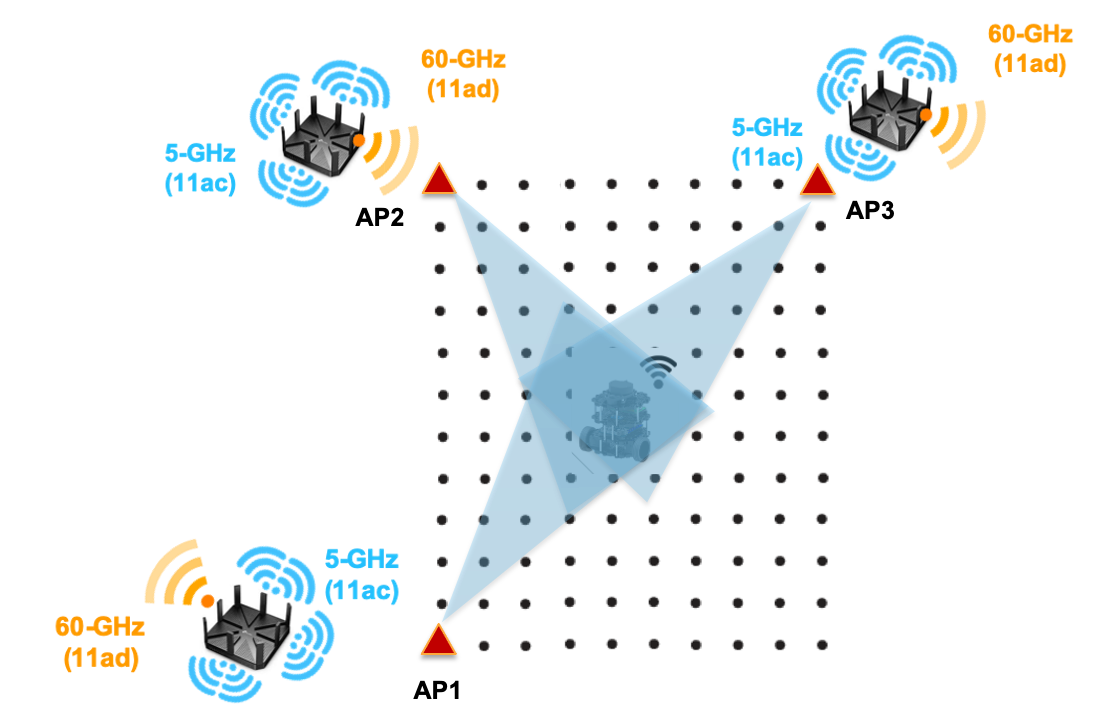 60-GHz
(11ad)
5-GHz
(11ac)
AP2
60-GHz
(11ad)
5-GHz
(11ac)
AP3
5-GHz
(11ac)
60-GHz
(11ad)
AP1